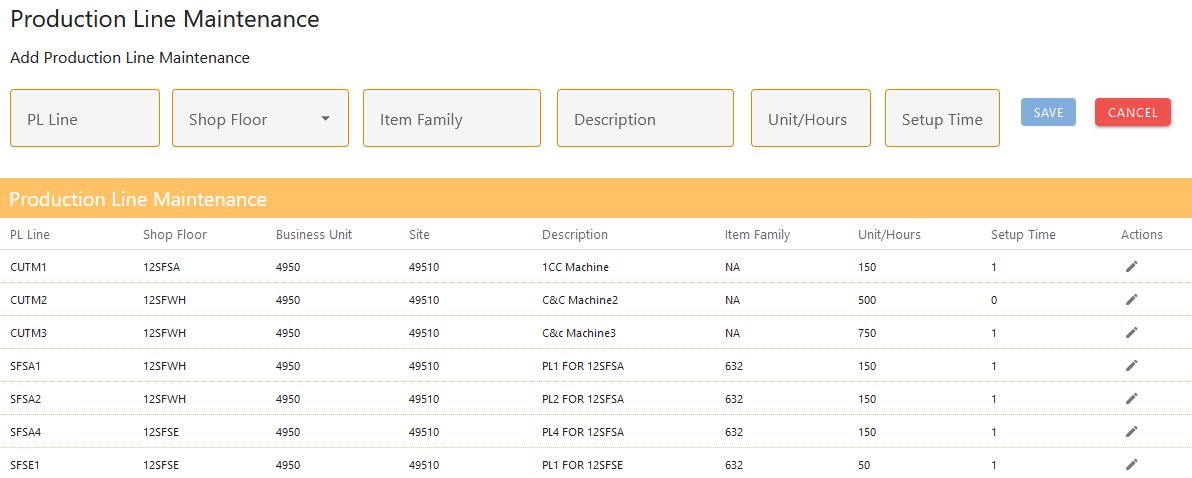 Production Line Maintenance
Add Production Line Maintenance
PL Line Shop Floor Item Family Description Unit/Hours Setup Time SAVE CANCEL
Production Line Maintenance
PL Line Shop Floor Business Unit Site Description Item Family Unit/Hours Setup Time Actions
CUTM1 12SFSA 4950 49510 1CC Machine NA 150 1
CUTM2 12SFWH 4950 49510 C&C Machine2 NA 500 0
CUTM3 12SFWH 4950 49510 C&c Machine3 NA 750 1
SFSA1 12SFWH 4950 49510 PL1 FOR 12SFSA 632 150 1
SFSA2 12SFWH 4950 49510 PL2 FOR 12SFSA 632 150 1
SFSA4 12SFSE 4950 49510 PL4 FOR 12SFSA 632 150 1
SFSE1 12SFSE 4950 49510 PL1 FOR 12SFSE 632 50 1